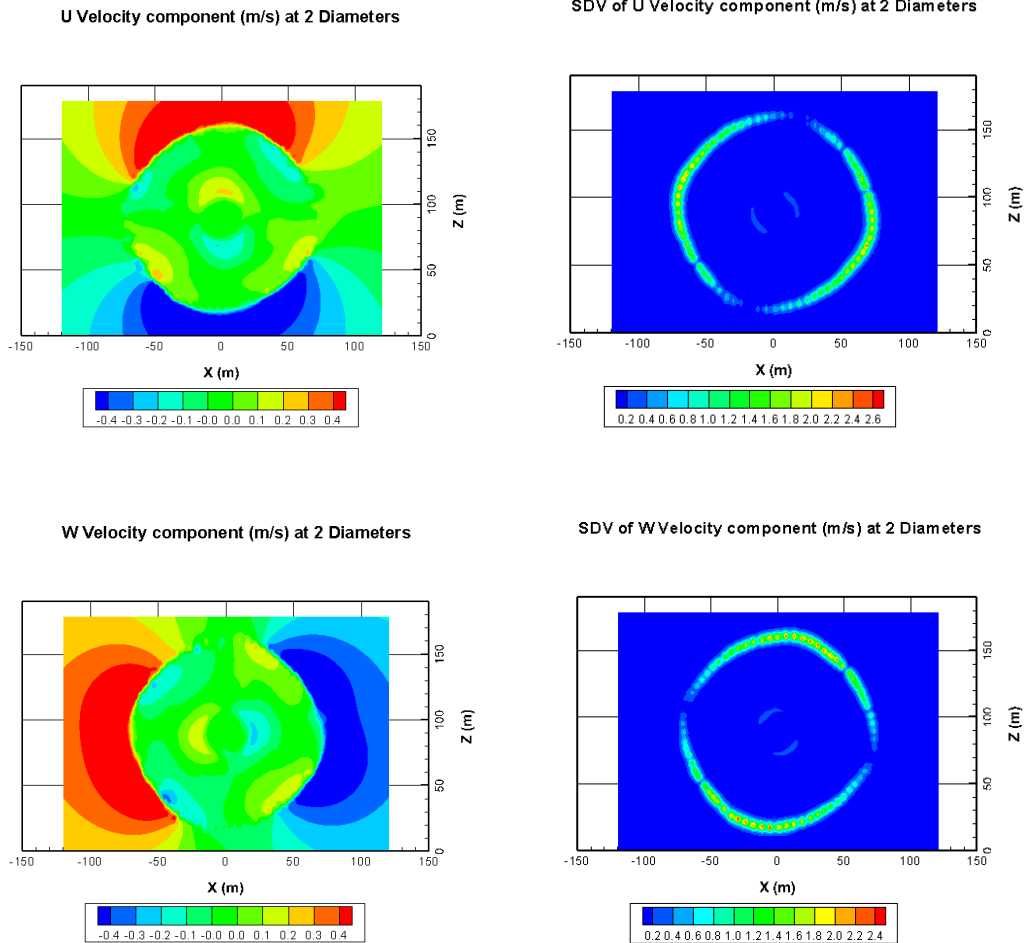 U Velocity component (m/s) at 2 Diameters
SDV of U Velocity component (m/s) at 2 Diameters
150
100
50
0
Z (m)
-150 -100 -50 0 50 100 150
X (m)
-0.4 -0.3 -0.2 -0.1 -0.0 0.0 0.1 0.2 0.3 0.4
150
100
50
0
Z (m)
-150 -100 -50 0 50 100 150
X (m)
0.2 0.4 0.6 0.8 1.0 1.2 1.4 1.6 1.8 2.0 2.2 2.4 2.6
W Velocity component (m/s) at 2 Diameters
SDV of W Velocity component (m/s) at 2 Diameters
150
100
50
0
Z (m)
-150 -100 -50 0 50 100 150
X (m)
-0.4 -0.3 -0.2 -0.1 -0.0 0.0 0.1 0.2 0.3 0.4
150
100
50
0
Z (m)
-150 -100 -50 0 50 100 150
X (m)
0.2 0.4 0.6 0.8 1.0 1.2 1.4 1.6 1.8 2.0 2.2 2.4